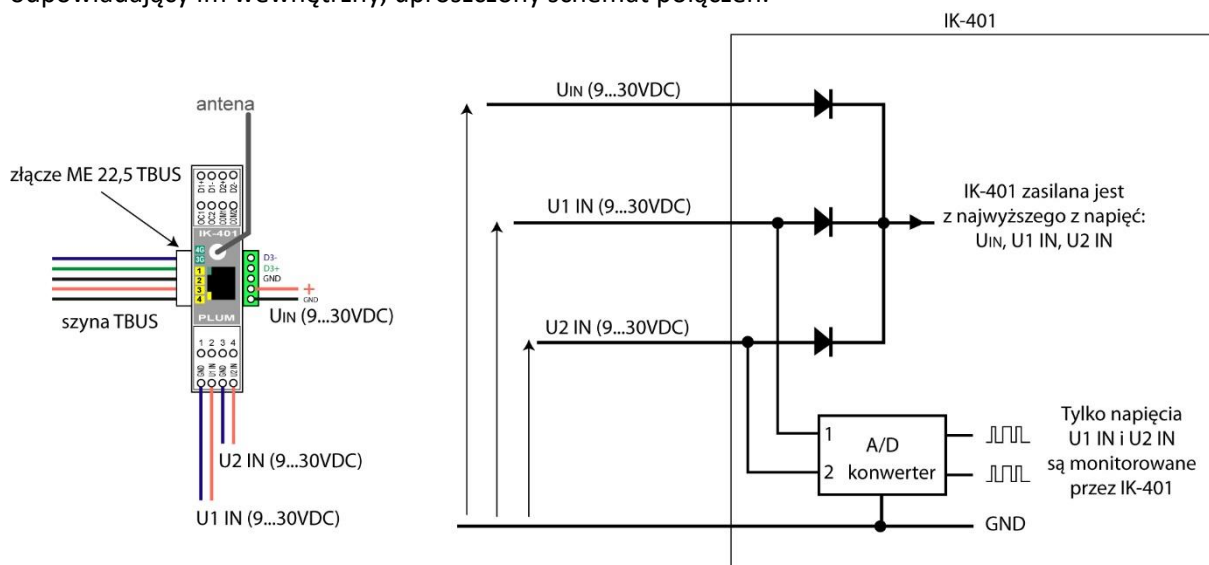 odpowiadający im wewnętrzny, uproszczony schemat połączeń.
IK-401
antena
złącze ME 22,5 TBUS
D1+ D1- D2+ D2-
OC1 OC2 COM1 COM2
IK-401
4G
3G
1
2
3
4
D3-
D3+
GND
+
GND
szyna TBUS
UIN (9...30VDC)
PLUM
1 2 3 4
GND U1 IN GND U2 IN
U2 IN (9...30VDC)
U1 IN (9...30VDC)
UIN (9...30VDC)
U1 IN (9...30VDC)
U2 IN (9...30VDC)
IK-401 zasilana jest
z najwyższego z napięć:
UIN, U1 IN, U2 IN
1
2
A/D
konwerter
Tylko napięcia
U1 IN i U2 IN
są monitorowane
przez IK-401
GND